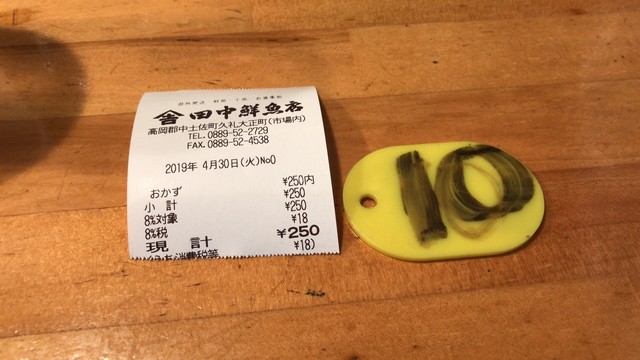 田中鮮魚店
高岡郡中土佐町久礼大正町(市場内)
TEL.0889-52-2729
FAX.0889-52-4538
2019年 4月30日(火)No0
おかず ¥250内
小 計 ¥250
8%対象 ¥250
8%税 ¥18
現 計 ¥250
¥18)
10